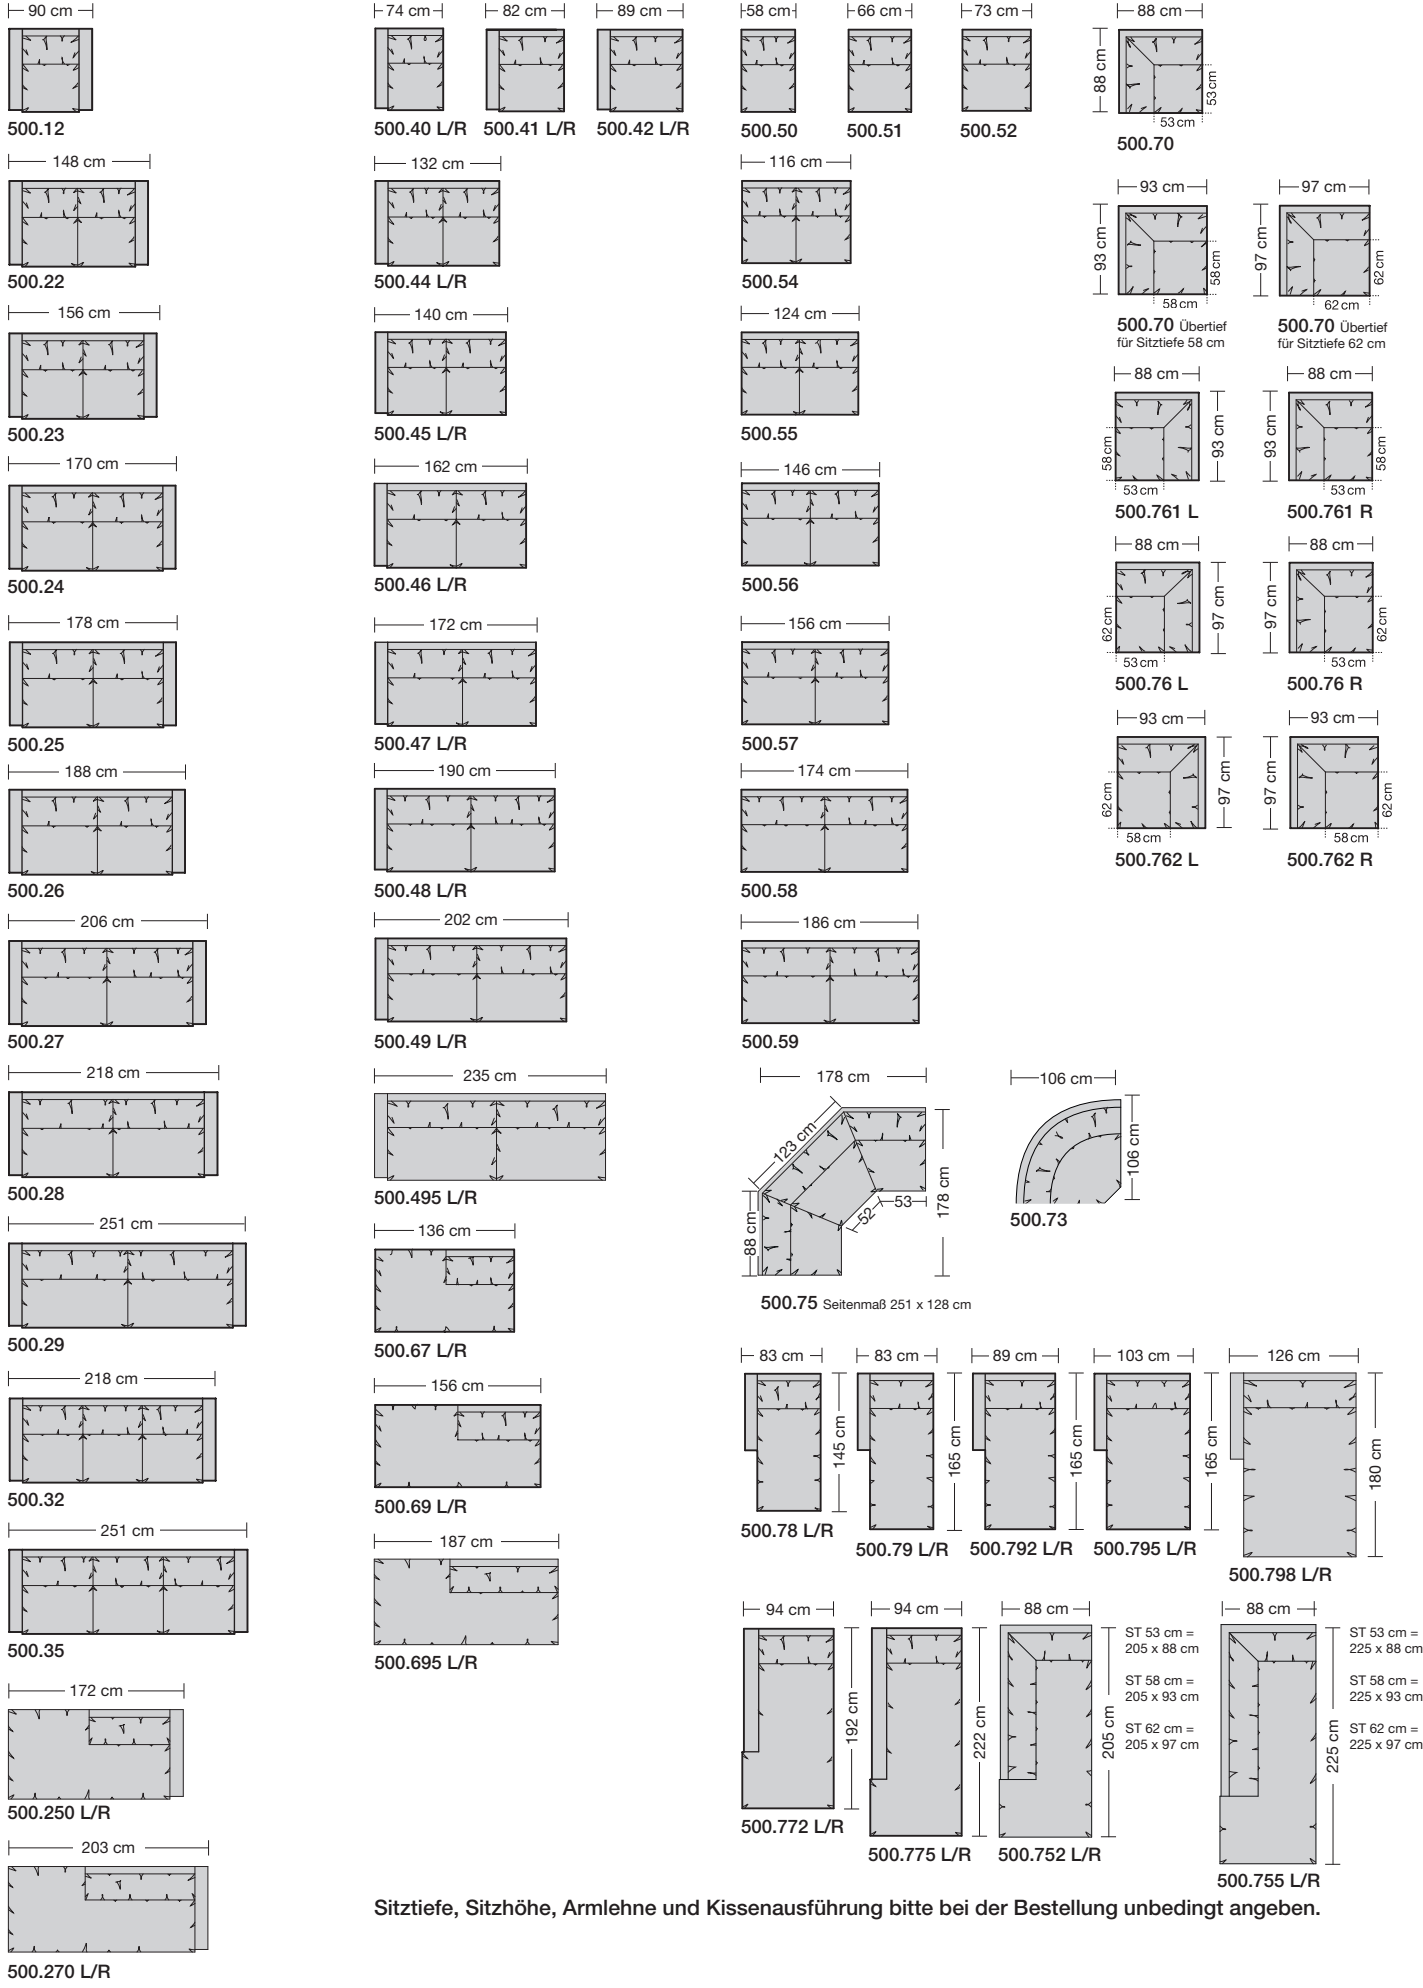 90 cm
500.12
148 cm
500.22
156 cm
500.23
170 cm
500.24
178 cm
500.25
188 cm
500.26
206 cm
500.27
218 cm
500.28
251 cm
500.29
218 cm
500.32
251 cm
500.35
172 cm
500.250 L/R
203 cm
500.270 L/R
74 cm
500.40 L/R
82 cm
500.41 L/R
89 cm
500.42 L/R
132 cm
500.44 L/R
140 cm
500.45 L/R
162 cm
500.46 L/R
172 cm
500.47 L/R
190 cm
500.48 L/R
202 cm
500.49 L/R
235 cm
500.495 L/R
136 cm
500.67 L/R
156 cm
500.69 L/R
187 cm
500.695 L/R
58 cm
500.50
66 cm
500.51
73 cm
500.52
116 cm
500.54
124 cm
500.55
146 cm
500.56
156 cm
500.57
174 cm
500.58
186 cm
500.59
88 cm
88 cm
53 cm
53 cm
500.70
93 cm
93 cm
58 cm
58 cm
500.70 Übertief
für Sitztiefe 58 cm
97 cm
97 cm
62 cm
62 cm
500.70 Übertief
für Sitztiefe 62 cm
88 cm
58 cm
93 cm
53 cm
500.761 L
88 cm
93 cm
58 cm
53 cm
500.761 R
88 cm
62 cm
97 cm
53 cm
500.76 L
88 cm
97 cm
62 cm
53 cm
500.76 R
93 cm
62 cm
97 cm
58 cm
500.762 L
93 cm
97 cm
62 cm
58 cm
500.762 R
178 cm
123 cm
178 cm
88 cm
53
52
500.75 Seitenmaß 251 x 128 cm
106 cm
106 cm
500.73
83 cm
145 cm
500.78 L/R
83 cm
165 cm
500.79 L/R
89 cm
165 cm
500.792 L/R
103 cm
165 cm
500.795 L/R
126 cm
180 cm
500.798 L/R
94 cm
192 cm
500.772 L/R
94 cm
222 cm
500.775 L/R
88 cm
205 cm
500.752 L/R
ST 53 cm =
205 x 88 cm
ST 58 cm =
205 x 93 cm
ST 62 cm =
205 x 97 cm
88 cm
225 cm
500.755 L/R
ST 53 cm =
225 x 88 cm
ST 58 cm =
225 x 93 cm
ST 62 cm =
225 x 97 cm
Sitztiefe, Sitzhöhe, Armlehne und Kissenausführung bitte bei der Bestellung unbedingt angeben.